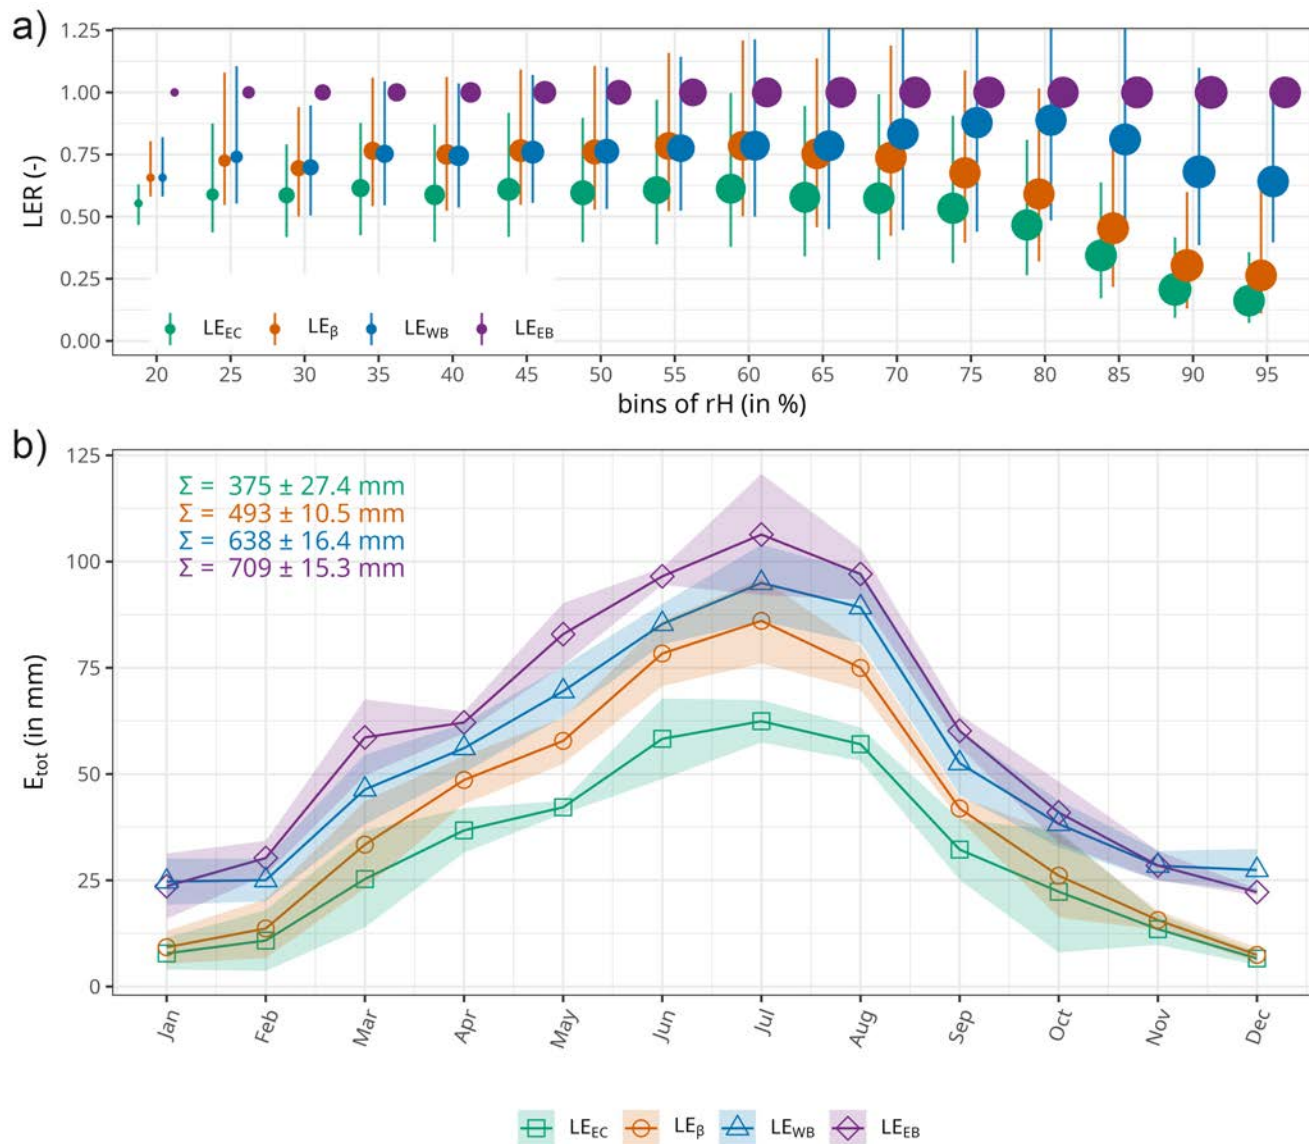 a)
LER (-)
1.25
1.00
0.75
0.50
0.25
0.00
LE_EC LE_β LE_WB LE_EB
20 25 30 35 40 45 50 55 60 65 70 75 80 85 90 95
bins of rH (in %)
b)
E_tot (in mm)
125
100
75
50
25
0
Σ = 375 ± 27.4 mm
Σ = 493 ± 10.5 mm
Σ = 638 ± 16.4 mm
Σ = 709 ± 15.3 mm
Jan Feb Mar Apr May Jun Jul Aug Sep Oct Nov Dec
LE_EC LE_β LE_WB LE_EB